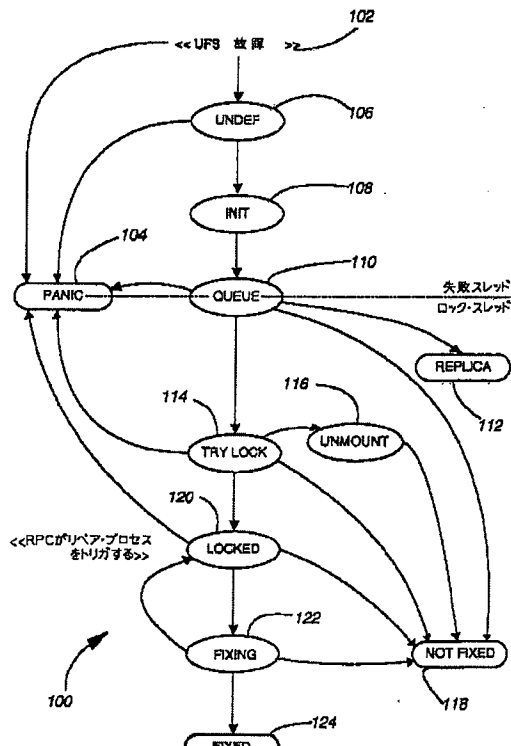 102
<< UFS 故障 >>
106
UNDEF
108
INIT
104
110
PANIC
QUEUE
失敗スレッド
ロック・スレッド
REPLICA
112
114
116
UNMOUNT
TRY LOCK
120
<<RPCがリペア・プロセス
をトリガする>>
LOCKED
122
FIXING
NOT FIXED
100
118
124
FIXED